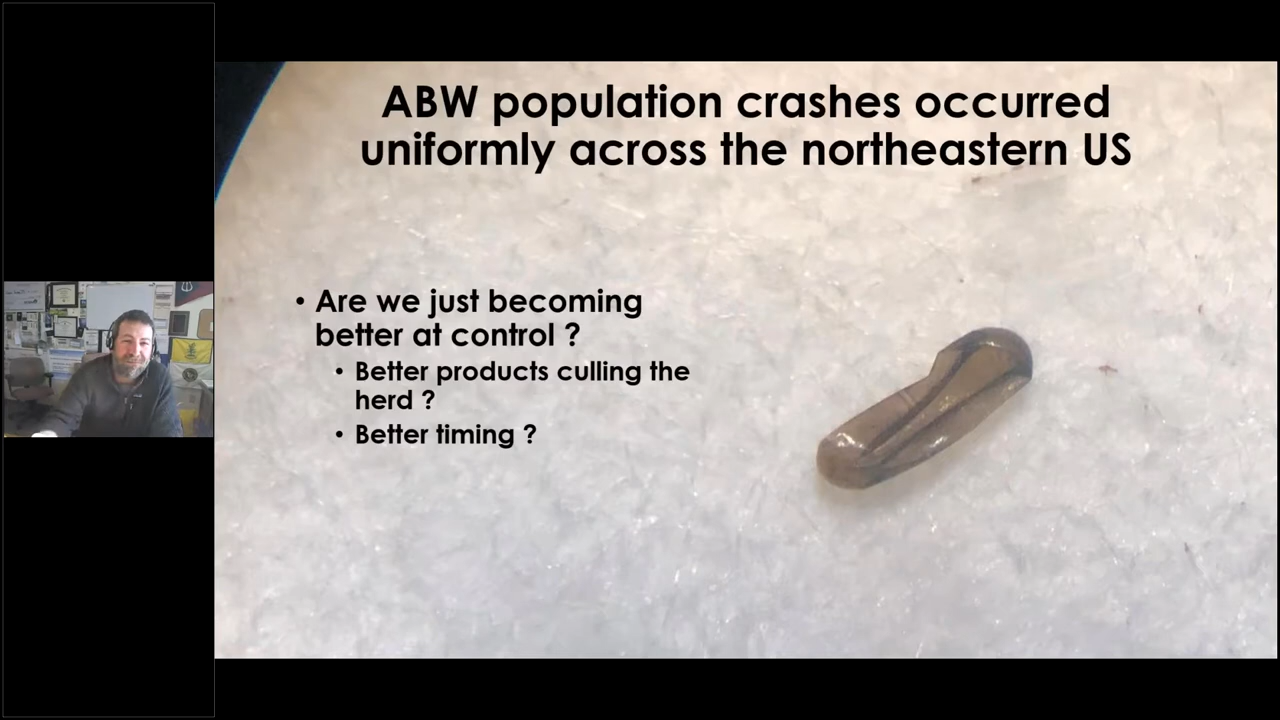 ABW population crashes occurred
uniformly across the northeastern US
• Are we just becoming
better at control ?
• Better products culling the
herd ?
• Better timing ?